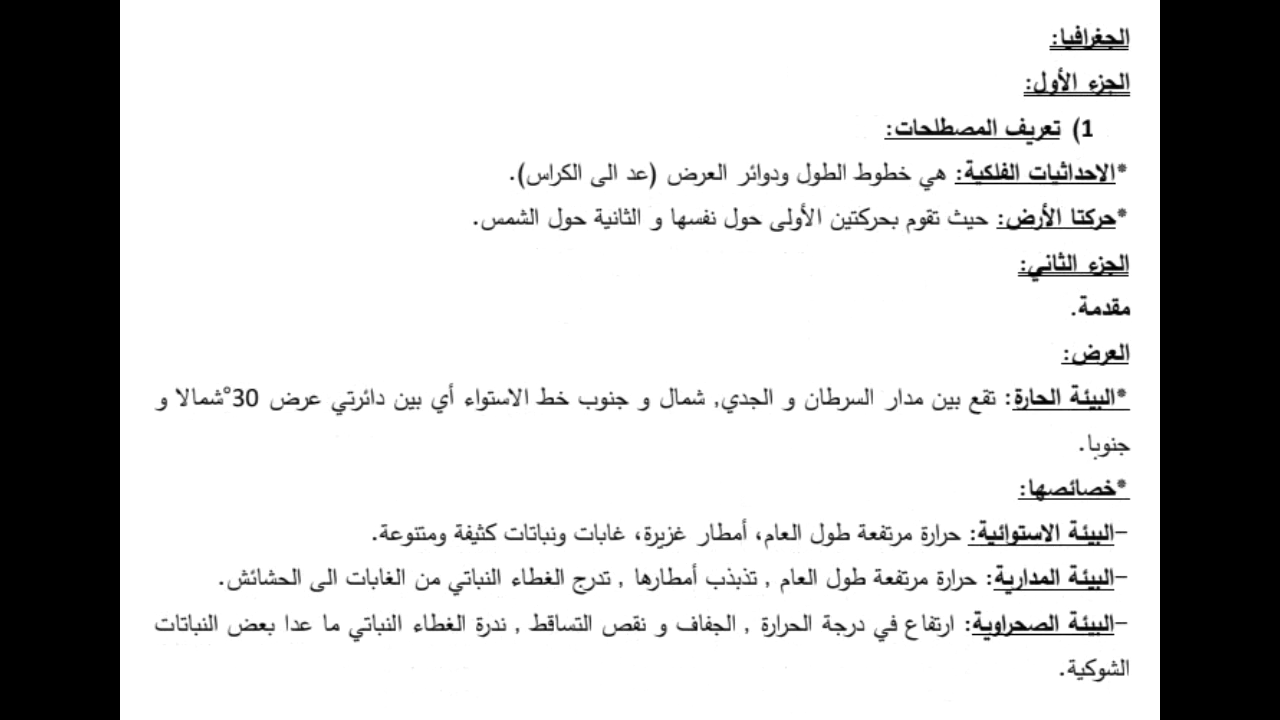 الجغرافيا:
الجزء الأول:
1) تعريف المصطلحات:
*الاحداثيات الفلكية: هي خطوط الطول ودوائر العرض (عد الى الكراس).
*حركتا الأرض: حيث تقوم بحركتين الأولى حول نفسها و الثانية حول الشمس.
الجزء الثاني:
مقدمة.
العرض:
*البيئة الحارة: تقع بين مدار السرطان و الجدي, شمال و جنوب خط الاستواء أي بين دائرتي عرض 30°شمالا و
جنوبا.
*خصائصها:
-البيئة الاستوائية: حرارة مرتفعة طول العام، أمطار غزيرة، غابات ونباتات كثيفة ومتنوعة.
-البيئة المدارية: حرارة مرتفعة طول العام , تذبذب أمطارها , تدرج الغطاء النباتي من الغابات الى الحشائش.
-البيئة الصحراوية: ارتفاع في درجة الحرارة , الجفاف و نقص التساقط , ندرة الغطاء النباتي ما عدا بعض النباتات
الشوكية.